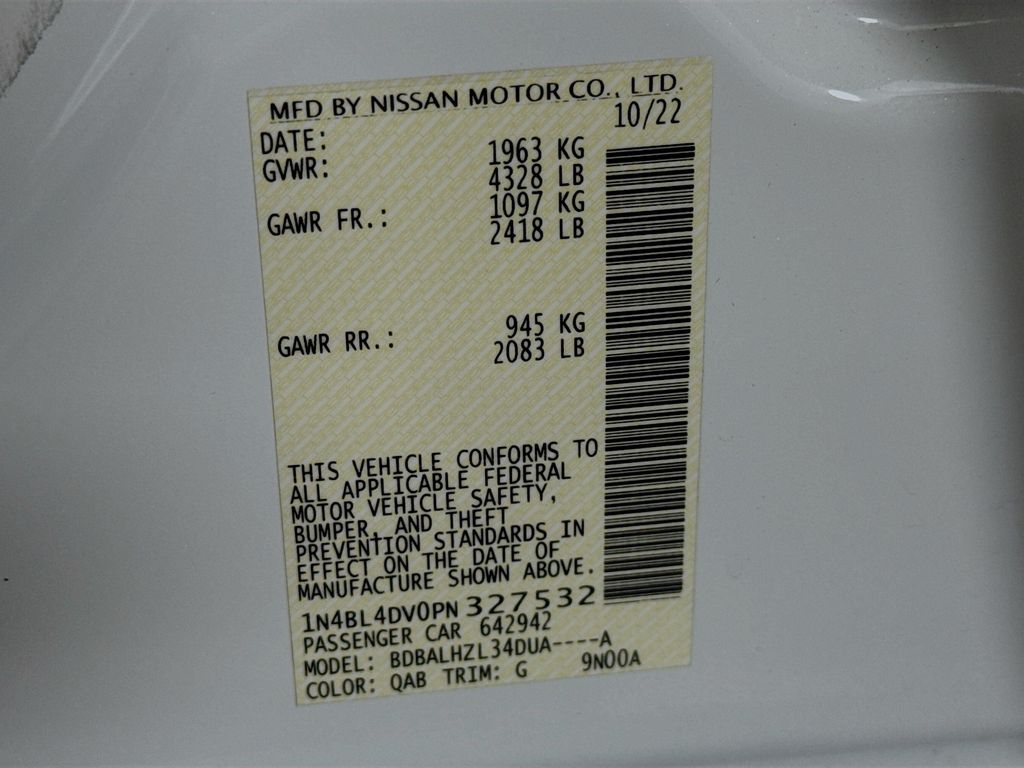 MFD BY NISSAN MOTOR CO., LTD.
DATE: 10/22
GVWR: 1963 KG
4328 LB
GAWR FR.: 1097 KG
2418 LB
GAWR RR.: 945 KG
2083 LB
THIS VEHICLE CONFORMS TO
ALL APPLICABLE FEDERAL
MOTOR VEHICLE SAFETY,
BUMPER, AND THEFT
PREVENTION STANDARDS IN
EFFECT ON THE DATE OF
MANUFACTURE SHOWN ABOVE.
1N4BL4DV0PN327532
PASSENGER CAR 642942
MODEL: BDBALHZL34DUA----A
COLOR: QAB TRIM: G 9N00A